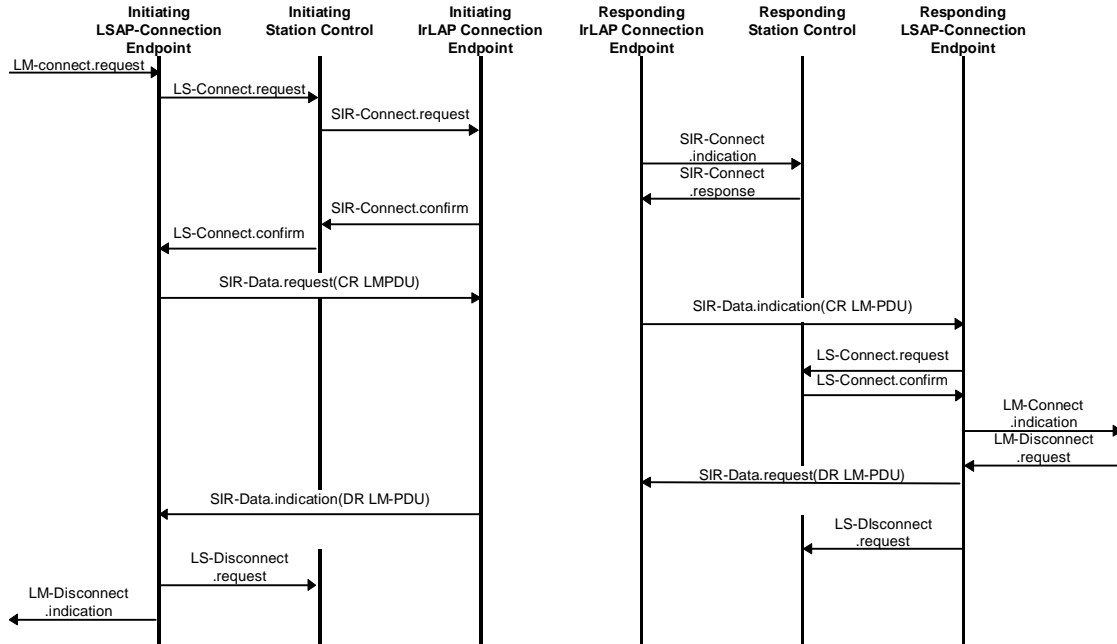 Initiating
LSAP-Connection
Endpoint
Initiating
Station Control
Initiating
IrLAP Connection
Endpoint
Responding
IrLAP Connection
Endpoint
Responding
Station Control
Responding
LSAP-Connection
Endpoint
LM-connect.request
LS-Connect.request
SIR-Connect.request
SIR-Connect
.indication
SIR-Connect
.response
SIR-Connect.confirm
LS-Connect.confirm
SIR-Data.request(CR LMPDU)
SIR-Data.indication(CR LM-PDU)
LS-Connect.request
LS-Connect.confirm
LM-Connect
.indication
LM-Disconnect
.request
SIR-Data.request(DR LM-PDU)
SIR-Data.indication(DR LM-PDU)
LS-DIsconnect
.request
LS-Disconnect
.request
LM-Disconnect
.indication